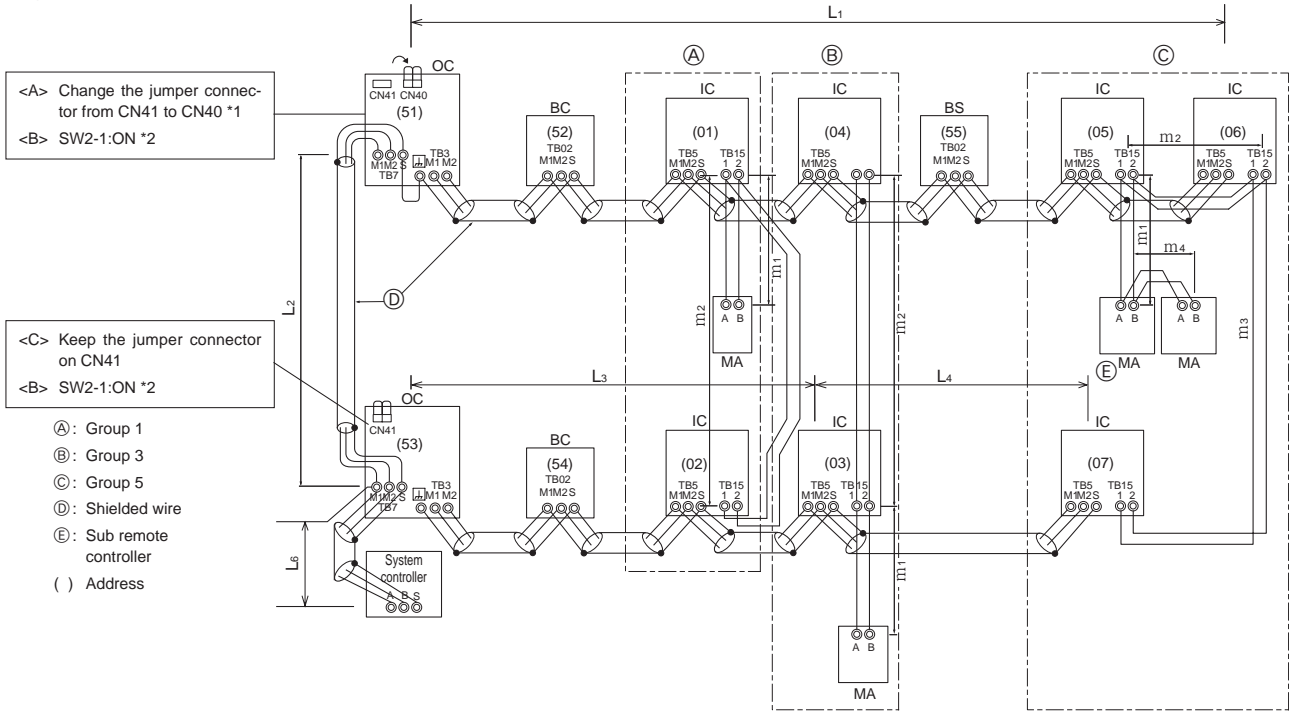 L1
<A> Change the jumper connec-
tor from CN41 to CN40 *1
<B> SW2-1:ON *2
OC
CN41 CN40
(51)
M1M2 S
TB7
TB3
M1 M2
BC
(52)
TB02
M1M2S
A
IC
(01)
TB5
M1M2S
TB15
1 2
m1
m2
A B
MA
B
IC
(04)
TB5
M1M2S
TB15
1 2
m2
BS
(55)
TB02
M1M2S
C
IC
(05)
TB5
M1M2S
TB15
1 2
m2
IC
(06)
TB5
M1M2S
TB15
1 2
m1
m4
m3
A B
MA
A B
MA
E
L2
D
<C> Keep the jumper connector
on CN41
<B> SW2-1:ON *2
L3
L4
OC
CN41
(53)
M1M2 S
TB7
TB3
M1 M2
BC
(54)
TB02
M1M2S
IC
(02)
TB5
M1M2S
TB15
1 2
IC
(03)
TB5
M1M2S
TB15
1 2
m1
A B
MA
IC
(07)
TB5
M1M2S
TB15
1 2
A : Group 1
B : Group 3
C : Group 5
D : Shielded wire
E : Sub remote
controller
( ) Address
L6
System
controller
A B S